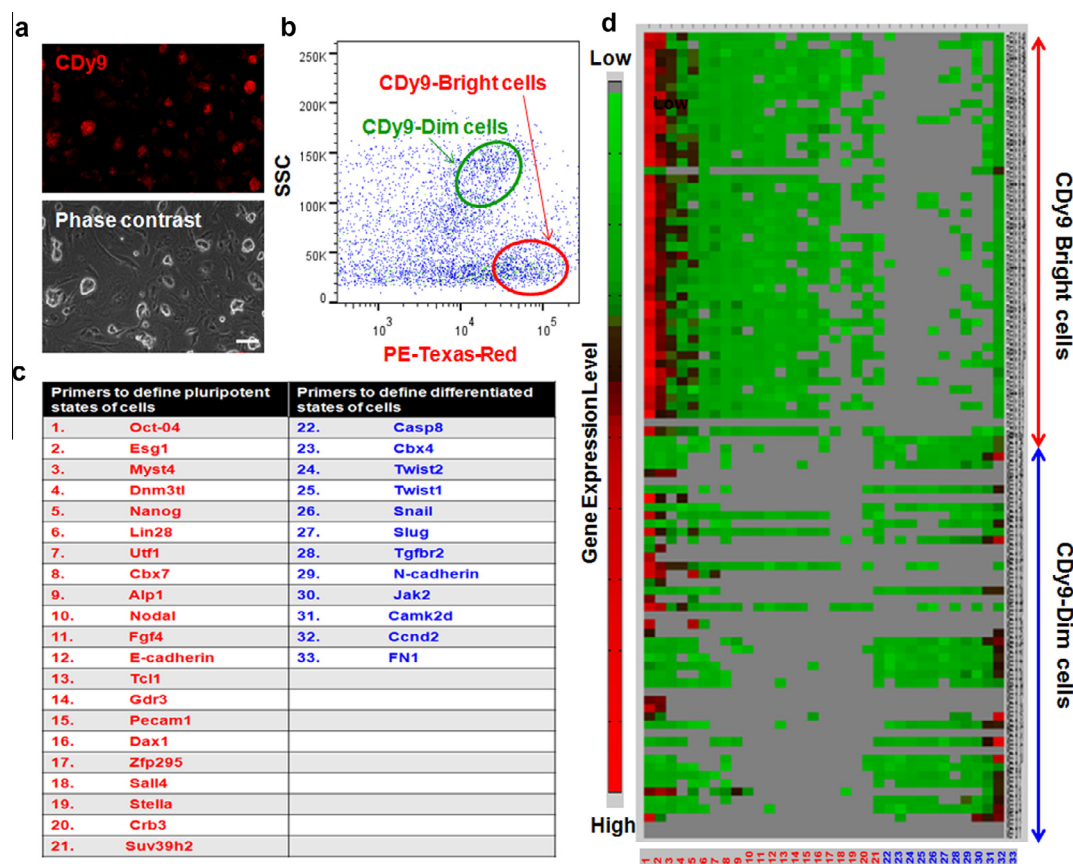 a
CDy9
Phase contrast
b
250K
200K
150K
100K
50K
0
SSC
CDy9-Bright cells
CDy9-Dim cells
10^3
10^4
10^5
PE-Texas-Red
c
Primers to define pluripotent states of cells
Primers to define differentiated states of cells
1. Oct-04 22. Casp8
2. Esg1 23. Cbx4
3. Myst4 24. Twist2
4. Dnm3tl 25. Twist1
5. Nanog 26. Snail
6. Lin28 27. Slug
7. Utf1 28. Tgfbr2
8. Cbx7 29. N-cadherin
9. Alp1 30. Jak2
10. Nodal 31. Camk2d
11. Fgf4 32. Ccnd2
12. E-cadherin 33. FN1
13. Tcl1
14. Gdr3
15. Pecam1
16. Dax1
17. Zfp295
18. Sall4
19. Stella
20. Crb3
21. Suv39h2
d
Low
Low
Gene Expression Level
High
CDy9 Bright cells
CDy9-Dim cells
1 2 3 4 5 6 7 8 9 10 11 12 13 14 15 16 17 18 19 20 21 22 23 24 25 26 27 28 29 30 31 32 33